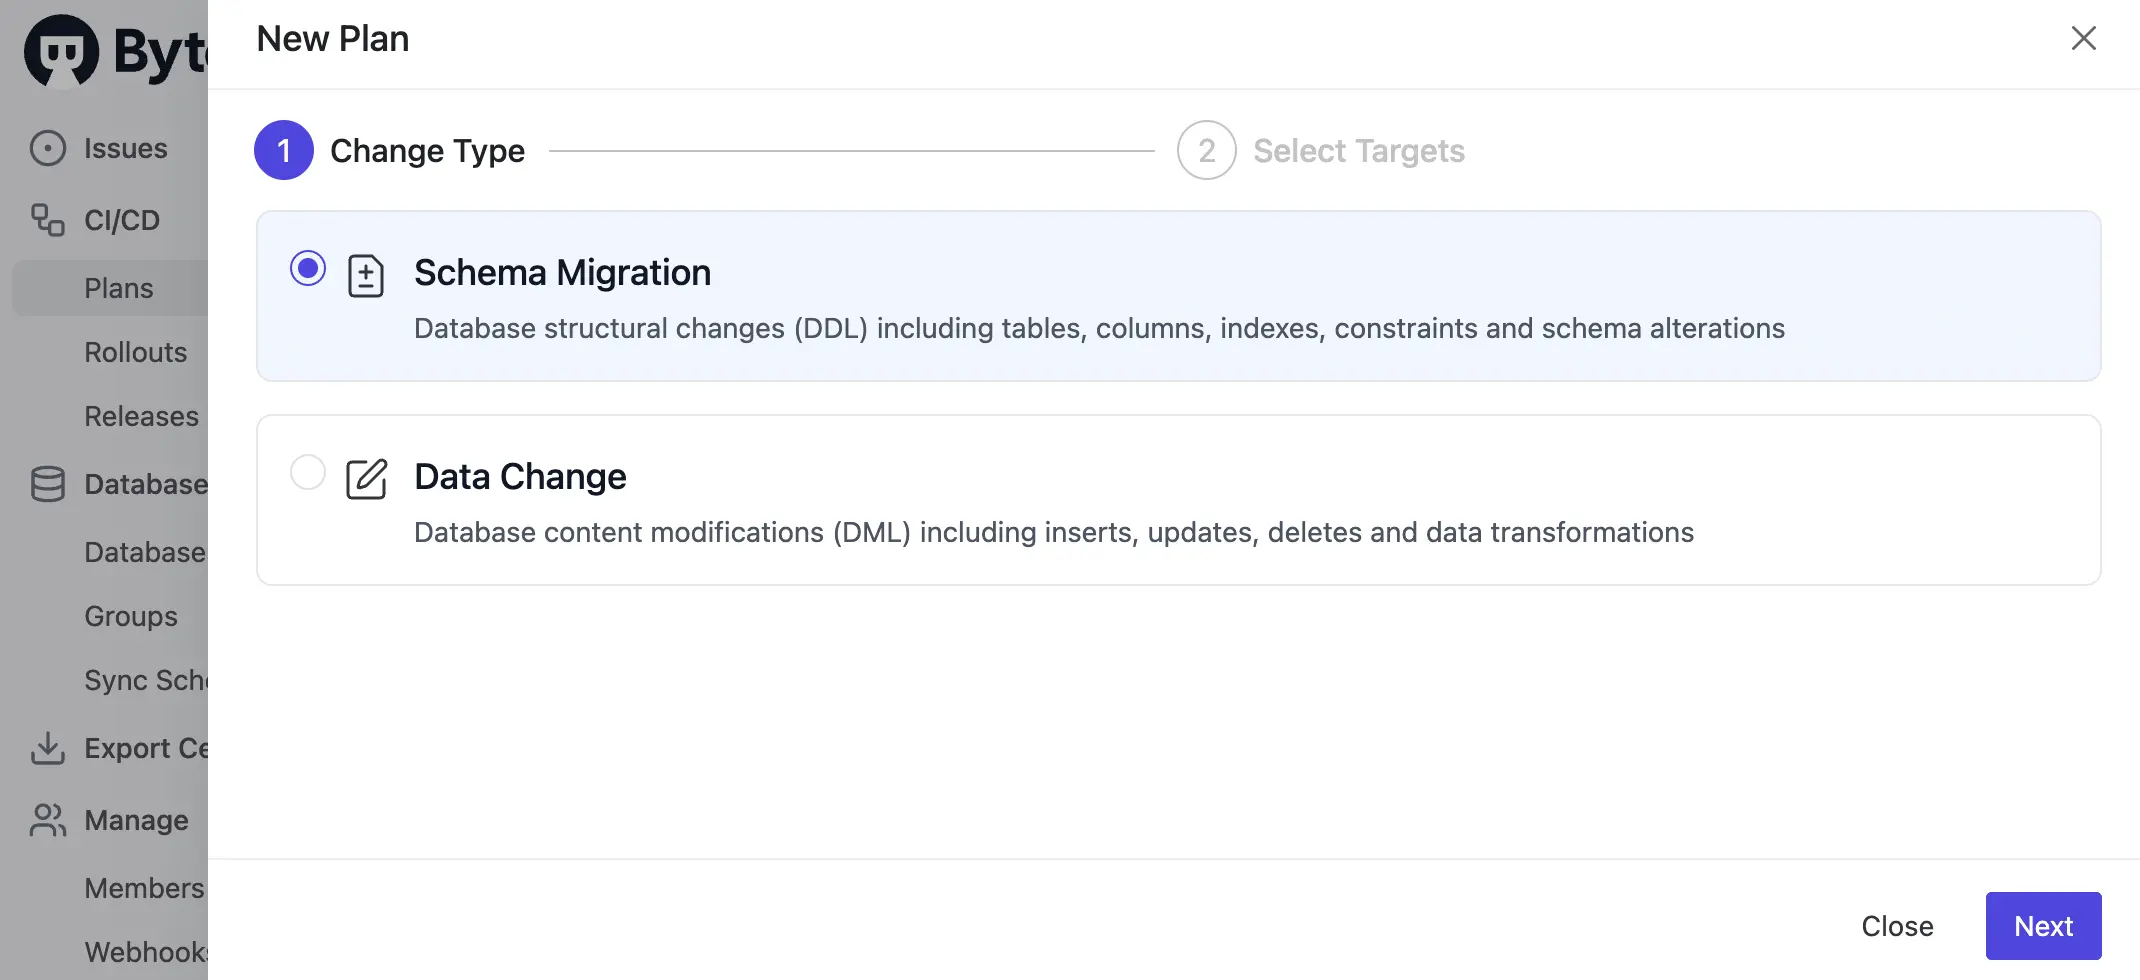 Byt
New Plan
Issues
CI/CD
Plans
Rollouts
Releases
Database
Database
Groups
Sync Sch
Export Ce
Manage
Members
Webhooks
1 Change Type
2 Select Targets
Schema Migration
Database structural changes (DDL) including tables, columns, indexes, constraints and schema alterations
Data Change
Database content modifications (DML) including inserts, updates, deletes and data transformations
Close
Next